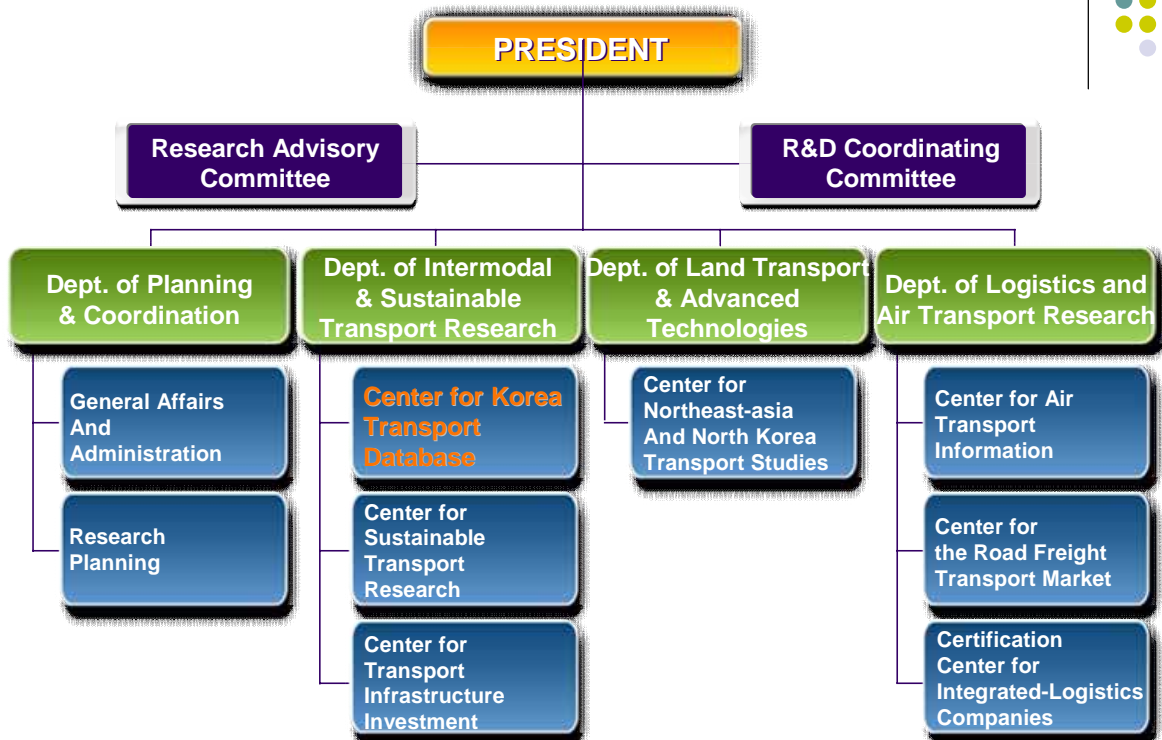 PRESIDENT
Research Advisory
Committee
R&D Coordinating
Committee
Dept. of Planning
& Coordination
Dept. of Intermodal
& Sustainable
Transport Research
Dept. of Land Transport
& Advanced
Technologies
Dept. of Logistics and
Air Transport Research
General Affairs
And
Administration
Research
Planning
Center for Korea
Transport
Database
Center for
Sustainable
Transport
Research
Center for
Transport
Infrastructure
Investment
Center for
Northeast-asia
And North Korea
Transport Studies
Center for Air
Transport
Information
Center for
the Road Freight
Transport Market
Certification
Center for
Integrated-Logistics
Companies